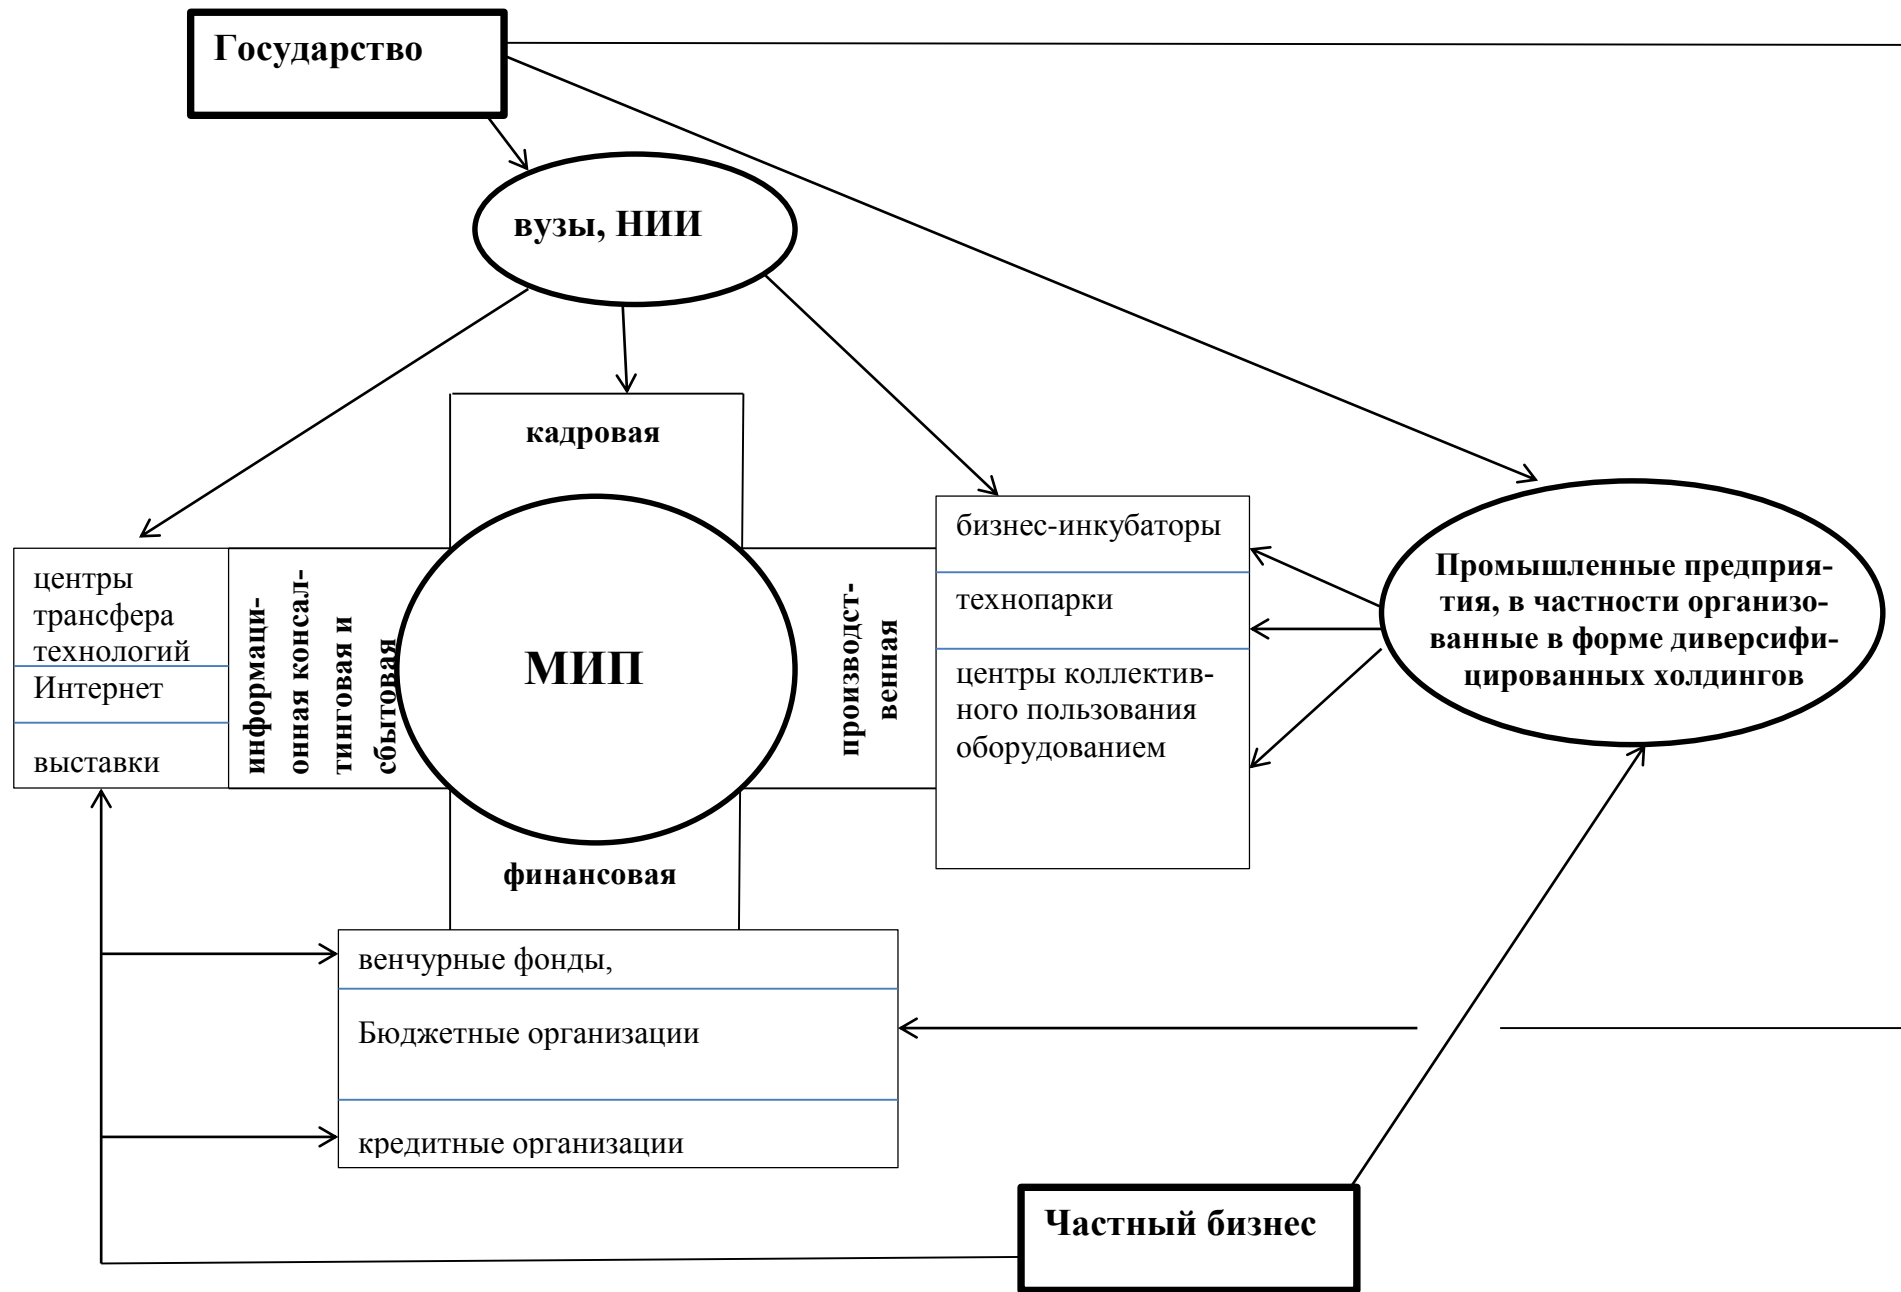 Государство
вузы, НИИ
кадровая
центры
трансфера
технологий
Интернет
выставки
информаци-
онная консал-
тинговая и
сбытовая
МИП
производст-
венная
бизнес-инкубаторы
технопарки
центры коллектив-
ного пользования
оборудованием
Промышленные предприя-
тия, в частности организо-
ванные в форме диверсифи-
цированных холдингов
финансовая
венчурные фонды,
Бюджетные организации
кредитные организации
Частный бизнес